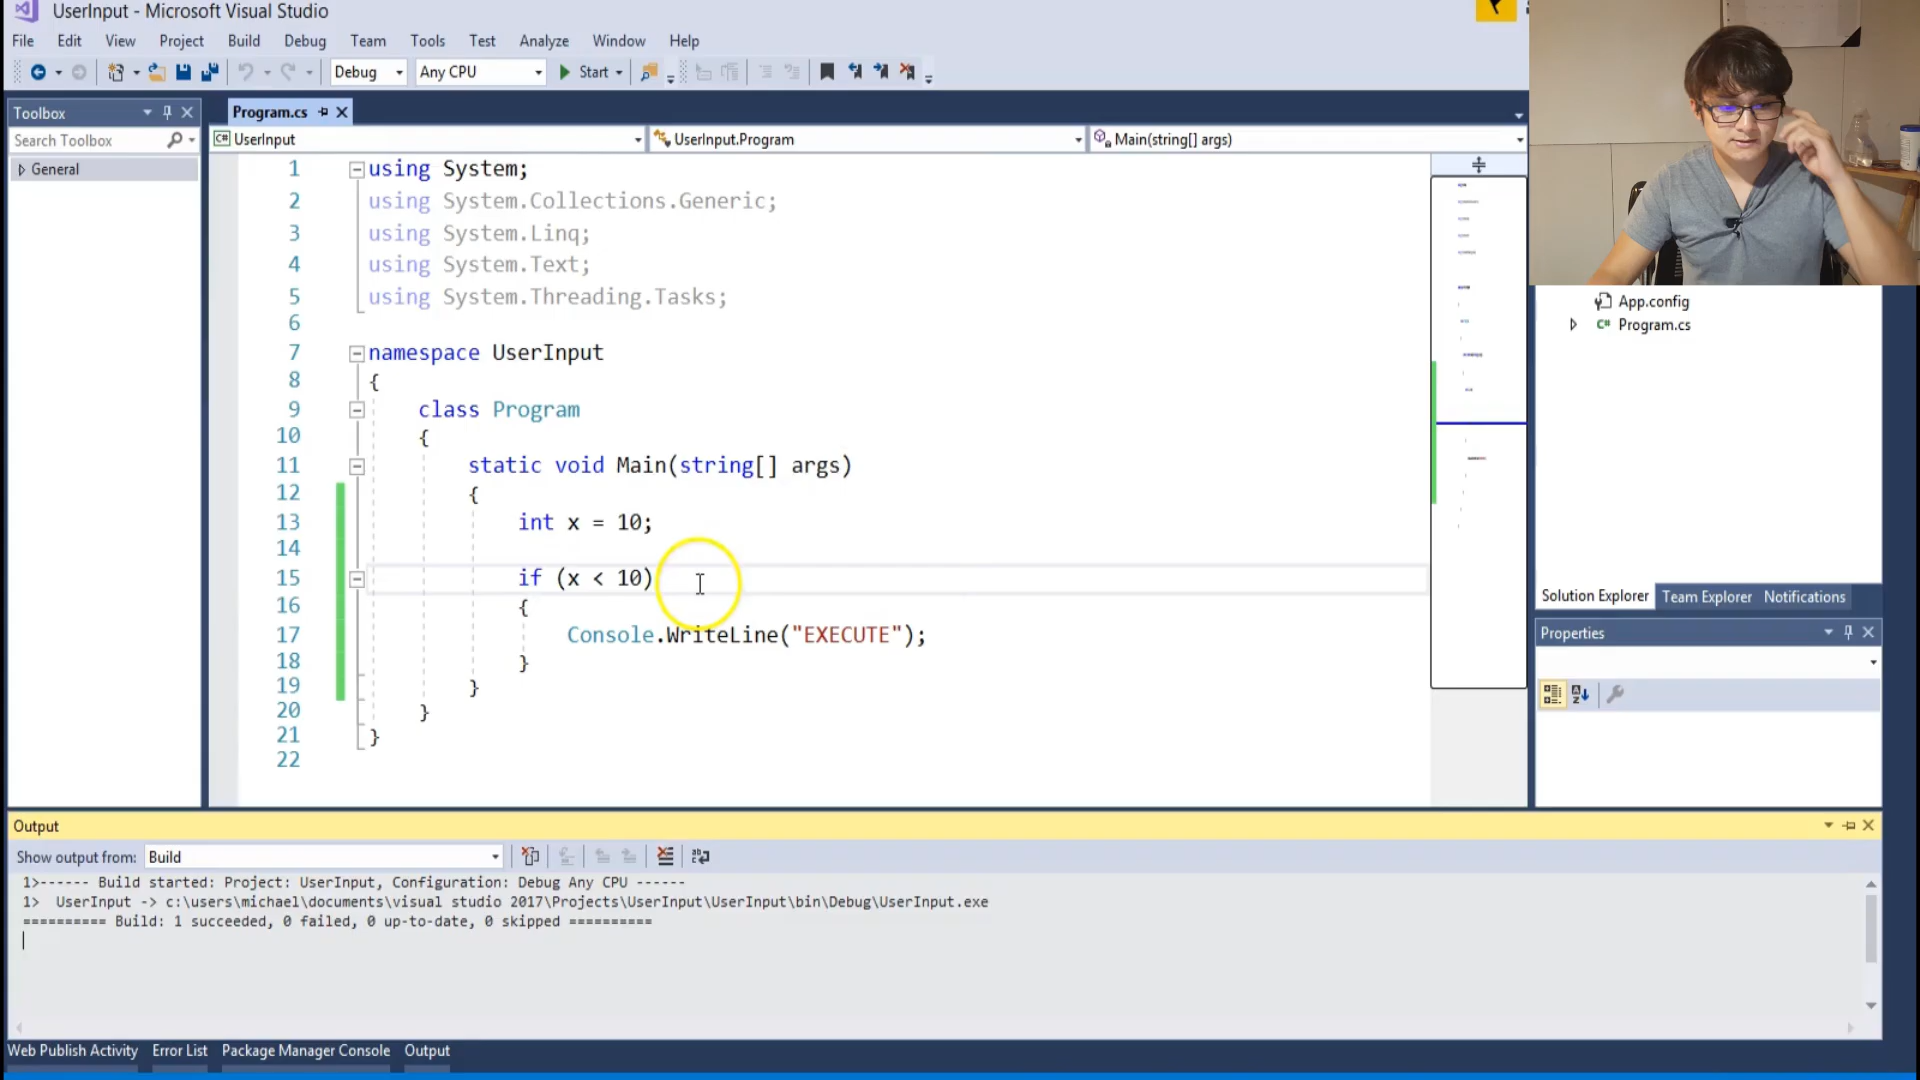 UserInput - Microsoft Visual Studio
File Edit View Project Build Debug Team Tools Test Analyze Window Help
Debug Any CPU Start
Toolbox
Search Toolbox
General
Program.cs
UserInput UserInput.Program Main(string[] args)
1 using System;
2 using System.Collections.Generic;
3 using System.Linq;
4 using System.Text;
5 using System.Threading.Tasks;
6
7 namespace UserInput
8 {
9 class Program
10 {
11 static void Main(string[] args)
12 {
13 int x = 10;
14
15 if (x < 10)
16 {
17 Console.WriteLine("EXECUTE");
18 }
19 }
20 }
21 }
22
App.config
Program.cs
Solution Explorer Team Explorer Notifications
Properties
Output
Show output from: Build
1>------ Build started: Project: UserInput, Configuration: Debug Any CPU ------
1>  UserInput -> c:\users\michael\documents\visual studio 2017\Projects\UserInput\UserInput\bin\Debug\UserInput.exe
========== Build: 1 succeeded, 0 failed, 0 up-to-date, 0 skipped ==========
Web Publish Activity Error List Package Manager Console Output